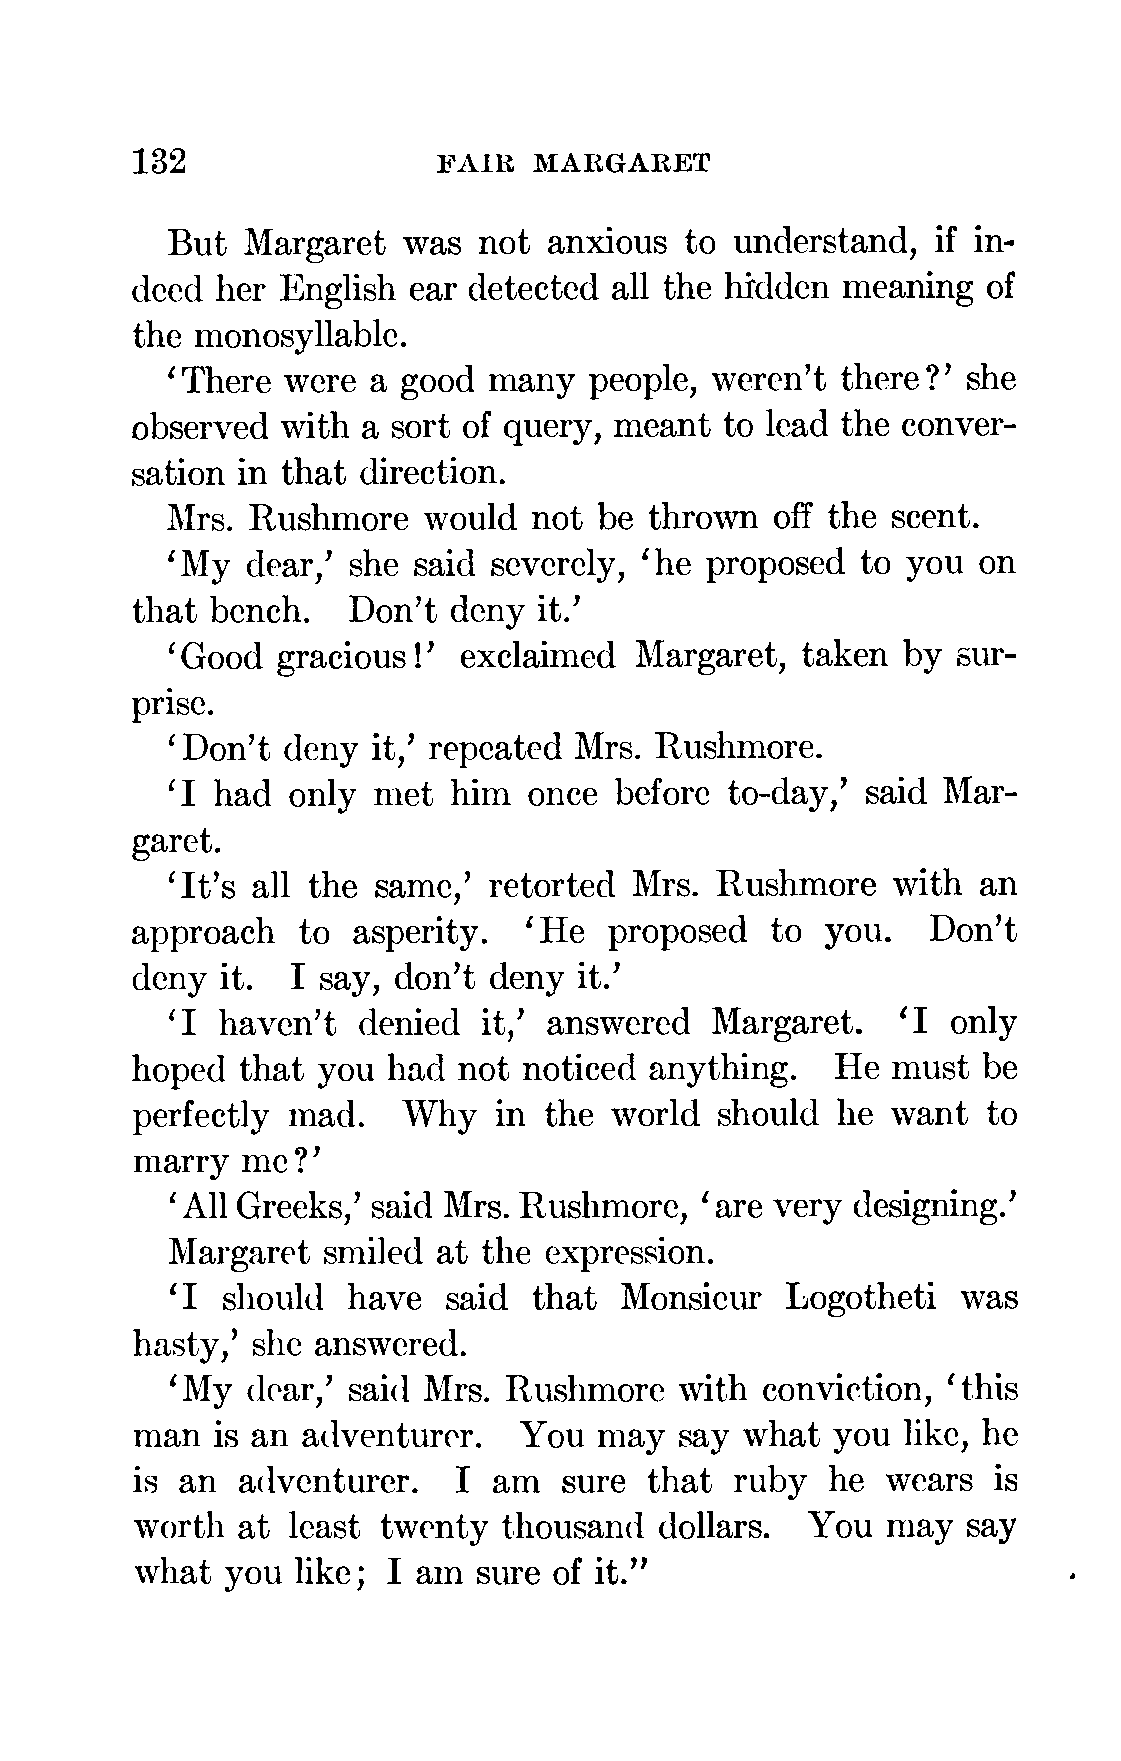 132 FAIR MARGARET
But Margaret was not anxious to understand, if in-
deed her English ear detected all the hidden meaning of
the monosyllable.
‘There were a good many people, weren’t there?’ she
observed with a sort of query, meant to lead the conver-
sation in that direction.
Mrs. Rushmore would not be thrown off the scent.
‘My dear,’ she said severely, ‘he proposed to you on
that bench. Don’t deny it.’
‘Good gracious!’ exclaimed Margaret, taken by sur-
prise.
‘Don’t deny it,’ repeated Mrs. Rushmore.
‘I had only met him once before to-day,’ said Mar-
garet.
‘It’s all the same,’ retorted Mrs. Rushmore with an
approach to asperity. ‘He proposed to you. Don’t
deny it. I say, don’t deny it.’
‘I haven’t denied it,’ answered Margaret. ‘I only
hoped that you had not noticed anything. He must be
perfectly mad. Why in the world should he want to
marry me?’
‘All Greeks,’ said Mrs. Rushmore, ‘are very designing.’
Margaret smiled at the expression.
‘I should have said that Monsieur Logotheti was
hasty,’ she answered.
‘My dear,’ said Mrs. Rushmore with conviction, ‘this
man is an adventurer. You may say what you like, he
is an adventurer. I am sure that ruby he wears is
worth at least twenty thousand dollars. You may say
what you like; I am sure of it.”